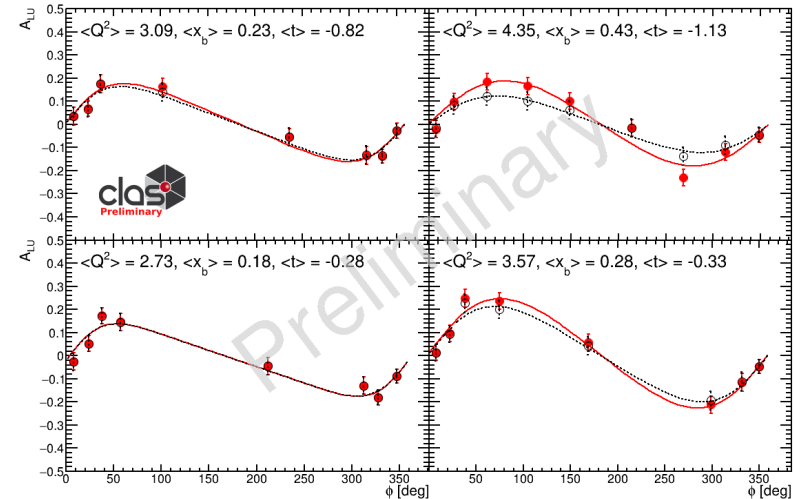 A_LU
<Q²> = 3.09, <x_b> = 0.23, <t> = -0.82
<Q²> = 4.35, <x_b> = 0.43, <t> = -1.13
0.5
0.4
0.3
0.2
0.1
0
−0.1
−0.2
−0.3
−0.4
clas
Preliminary
Preliminary
A_LU
<Q²> = 2.73, <x_b> = 0.18, <t> = -0.28
<Q²> = 3.57, <x_b> = 0.28, <t> = -0.33
0.5
0.4
0.3
0.2
0.1
0
−0.1
−0.2
−0.3
−0.4
−0.5
0 50 100 150 200 250 300 350
50 100 150 200 250 300 350
ϕ [deg]
ϕ [deg]